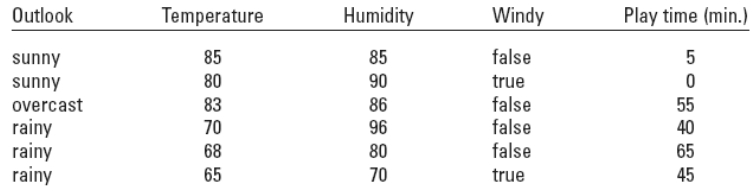 Outlook Temperature Humidity Windy Play time (min.)
sunny 85 85 false 5
sunny 80 90 true 0
overcast 83 86 false 55
rainy 70 96 false 40
rainy 68 80 false 65
rainy 65 70 true 45